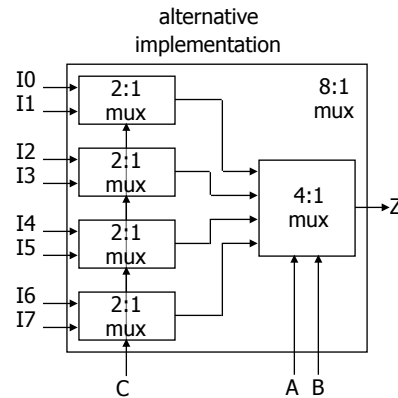 alternative
implementation
I0
I1
2:1
mux
8:1
mux
I2
I3
2:1
mux
4:1
mux
Z
I4
I5
2:1
mux
I6
I7
2:1
mux
C
A B